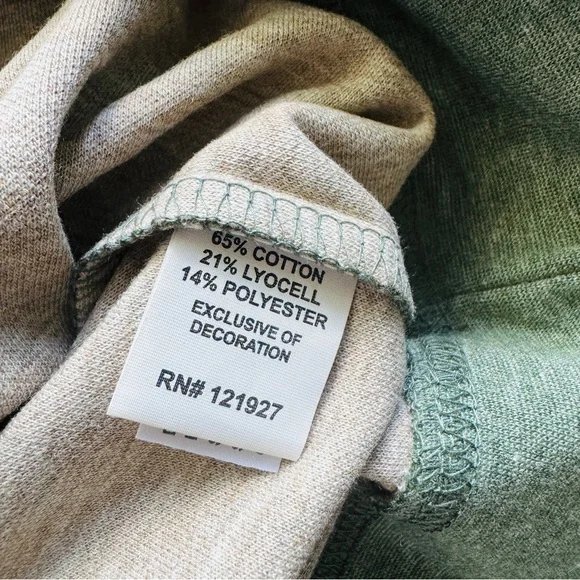 65% COTTON
21% LYOCELL
14% POLYESTER
EXCLUSIVE OF
DECORATION
RN# 121927